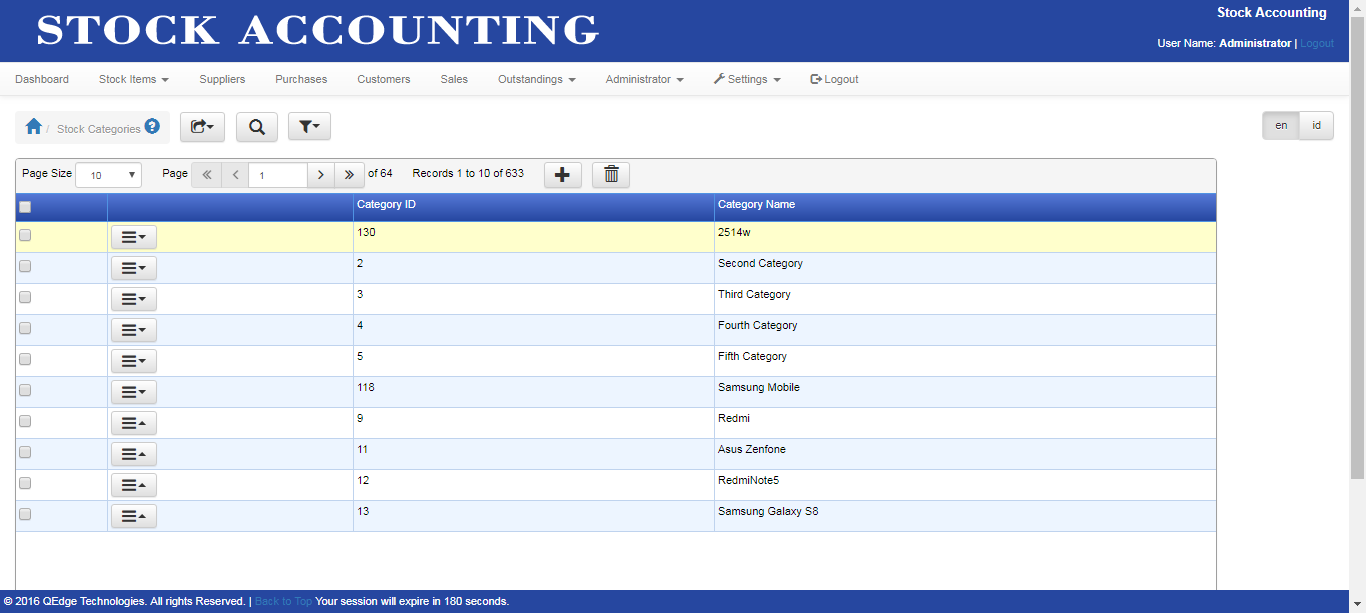 STOCK ACCOUNTING
Stock Accounting
User Name: Administrator | Logout
Dashboard Stock Items Suppliers Purchases Customers Sales Outstandings Administrator Settings Logout
/ Stock Categories ?
en id
Page Size 10 Page 1 of 64 Records 1 to 10 of 633
Category ID Category Name
130 2514w
2 Second Category
3 Third Category
4 Fourth Category
5 Fifth Category
118 Samsung Mobile
9 Redmi
11 Asus Zenfone
12 RedmiNote5
13 Samsung Galaxy S8
© 2016 QEdge Technologies. All rights Reserved. | Back to Top Your session will expire in 180 seconds.